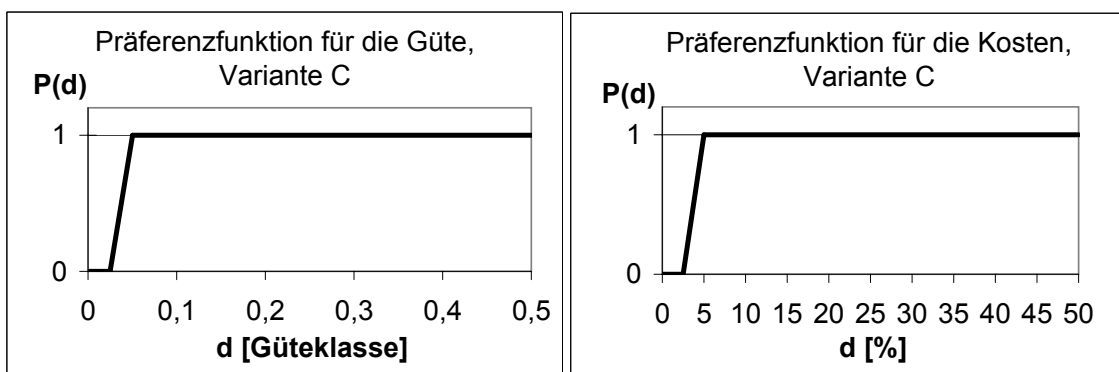 Präferenzfunktion für die Güte,
Variante C
P(d)
1
0
0 0,1 0,2 0,3 0,4 0,5
d [Güteklasse]
Präferenzfunktion für die Kosten,
Variante C
P(d)
1
0
0 5 10 15 20 25 30 35 40 45 50
d [%]